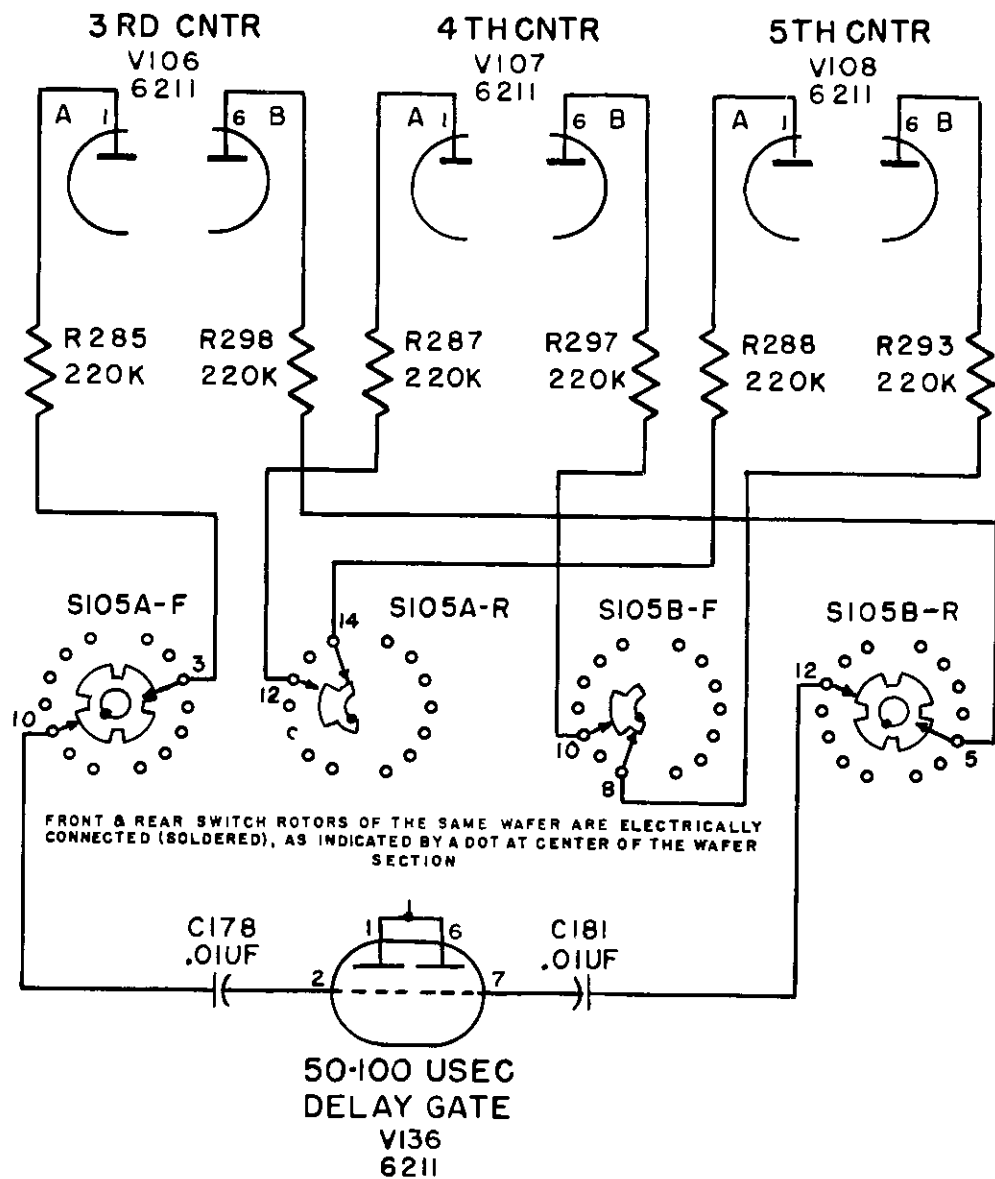 3 RD CNTR
V106
6211
4 TH CNTR
V107
6211
5TH CNTR
V108
6211
A 1 6 B
A 1 6 B
A 1 6 B
R285
220K
R298
220K
R287
220K
R297
220K
R288
220K
R293
220K
S105A-F
3
10
S105A-R
14
12
S105B-F
10
8
S105B-R
12
5
FRONT & REAR SWITCH ROTORS OF THE SAME WAFER ARE ELECTRICALLY
CONNECTED (SOLDERED), AS INDICATED BY A DOT AT CENTER OF THE WAFER
SECTION
C178
.01UF
1 6
2 7
C181
.01UF
50-100 USEC
DELAY GATE
V136
6211